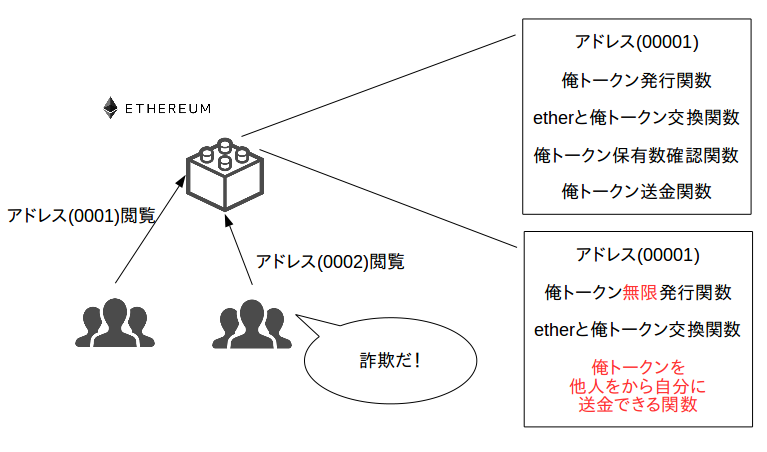 アドレス(00001)
俺トークン発行関数
etherと俺トークン交換関数
俺トークン保有数確認関数
俺トークン送金関数
ETHEREUM
アドレス(0001)閲覧
アドレス(0002)閲覧
アドレス(00001)
俺トークン無限発行関数
etherと俺トークン交換関数
俺トークンを
他人をから自分に
送金できる関数
詐欺だ！